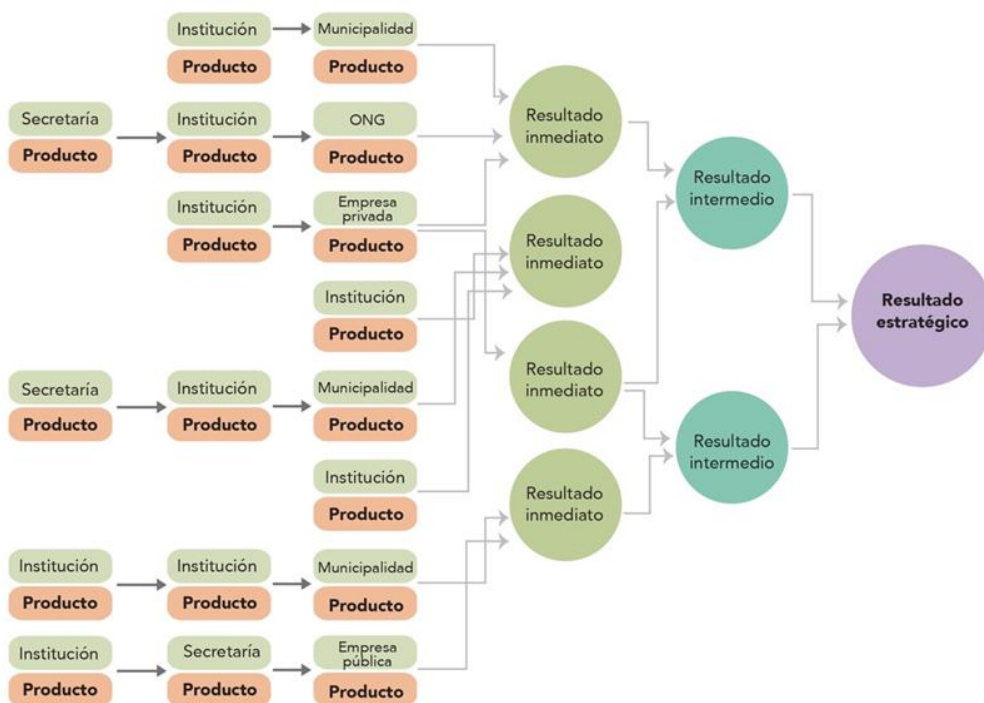 Institución
Municipalidad
Producto
Producto
Secretaría
Institución
ONG
Producto
Producto
Producto
Institución
Empresa
privada
Producto
Producto
Institución
Producto
Secretaría
Institución
Municipalidad
Producto
Producto
Producto
Institución
Producto
Institución
Institución
Municipalidad
Producto
Producto
Producto
Institución
Secretaría
Empresa
pública
Producto
Producto
Producto
Resultado
inmediato
Resultado
inmediato
Resultado
inmediato
Resultado
inmediato
Resultado
intermedio
Resultado
intermedio
Resultado
estratégico